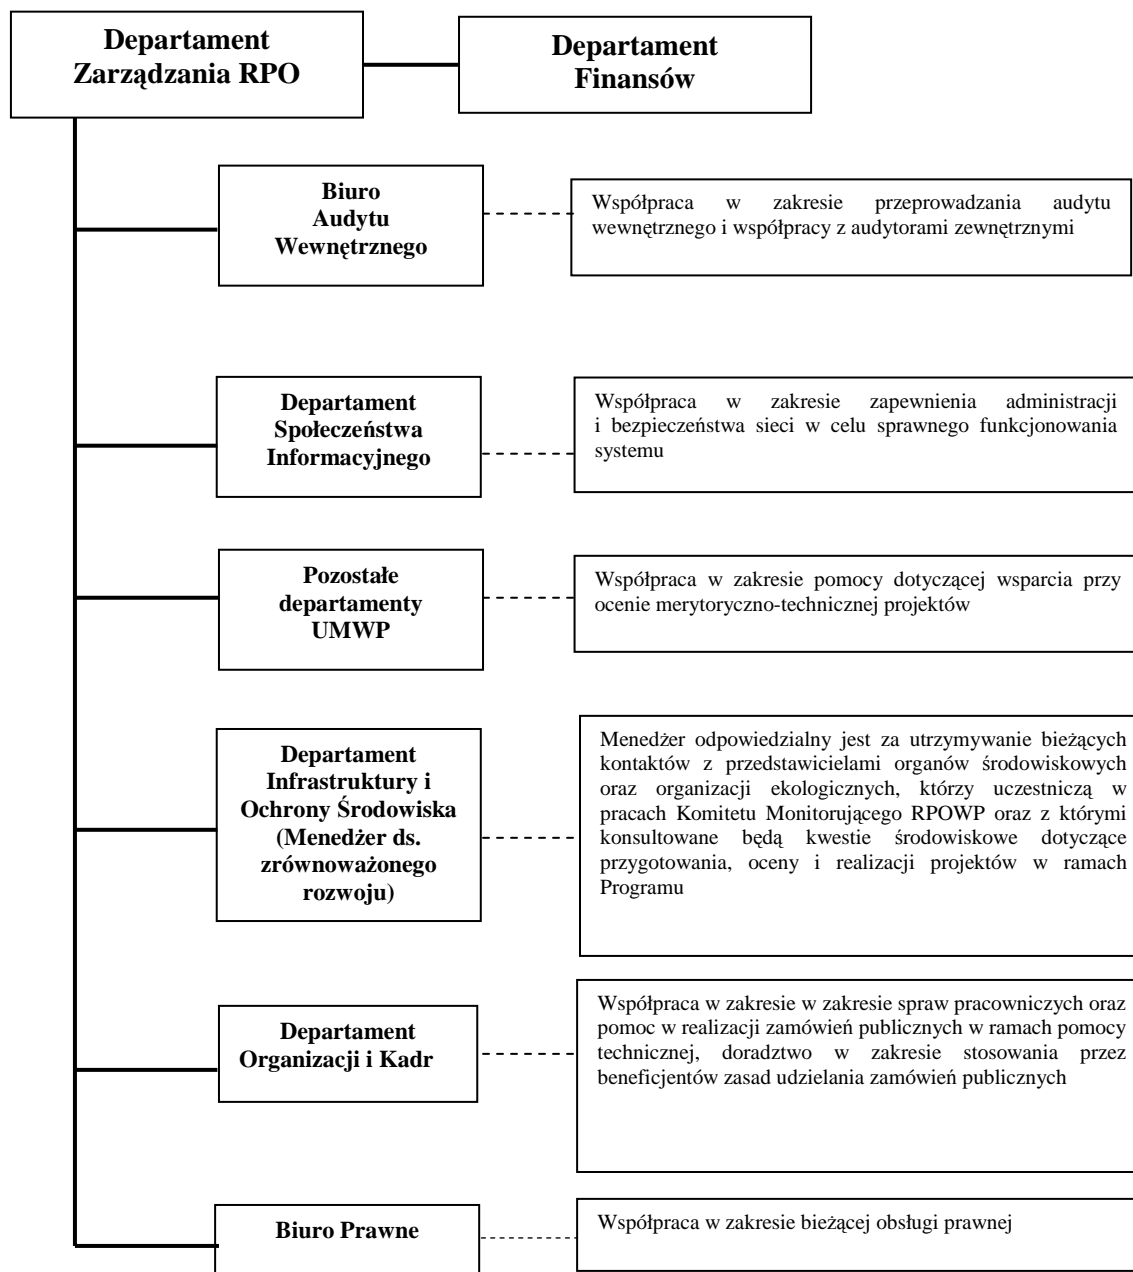 Departament
Zarządzania RPO
Departament
Finansów
Biuro
Audytu
Wewnętrznego
Współpraca w zakresie przeprowadzania audytu
wewnętrznego i współpracy z audytorami zewnętrznymi
Departament
Społeczeństwa
Informacyjnego
Współpraca w zakresie zapewnienia administracji
i bezpieczeństwa sieci w celu sprawnego funkcjonowania
systemu
Pozostałe
departamenty
UMWP
Współpraca w zakresie pomocy dotyczącej wsparcia przy
ocenie merytoryczno-technicznej projektów
Departament
Infrastruktury i
Ochrony Środowiska
(Menedżer ds.
zrównoważonego
rozwoju)
Menedżer odpowiedzialny jest za utrzymywanie bieżących
kontaktów z przedstawicielami organów środowiskowych
oraz organizacji ekologicznych, którzy uczestniczą w
pracach Komitetu Monitorującego RPOWP oraz z którymi
konsultowane będą kwestie środowiskowe dotyczące
przygotowania, oceny i realizacji projektów w ramach
Programu
Departament
Organizacji i Kadr
Współpraca w zakresie w zakresie spraw pracowniczych oraz
pomoc w realizacji zamówień publicznych w ramach pomocy
technicznej, doradztwo w zakresie stosowania przez
beneficjentów zasad udzielania zamówień publicznych
Biuro Prawne
Współpraca w zakresie bieżącej obsługi prawnej